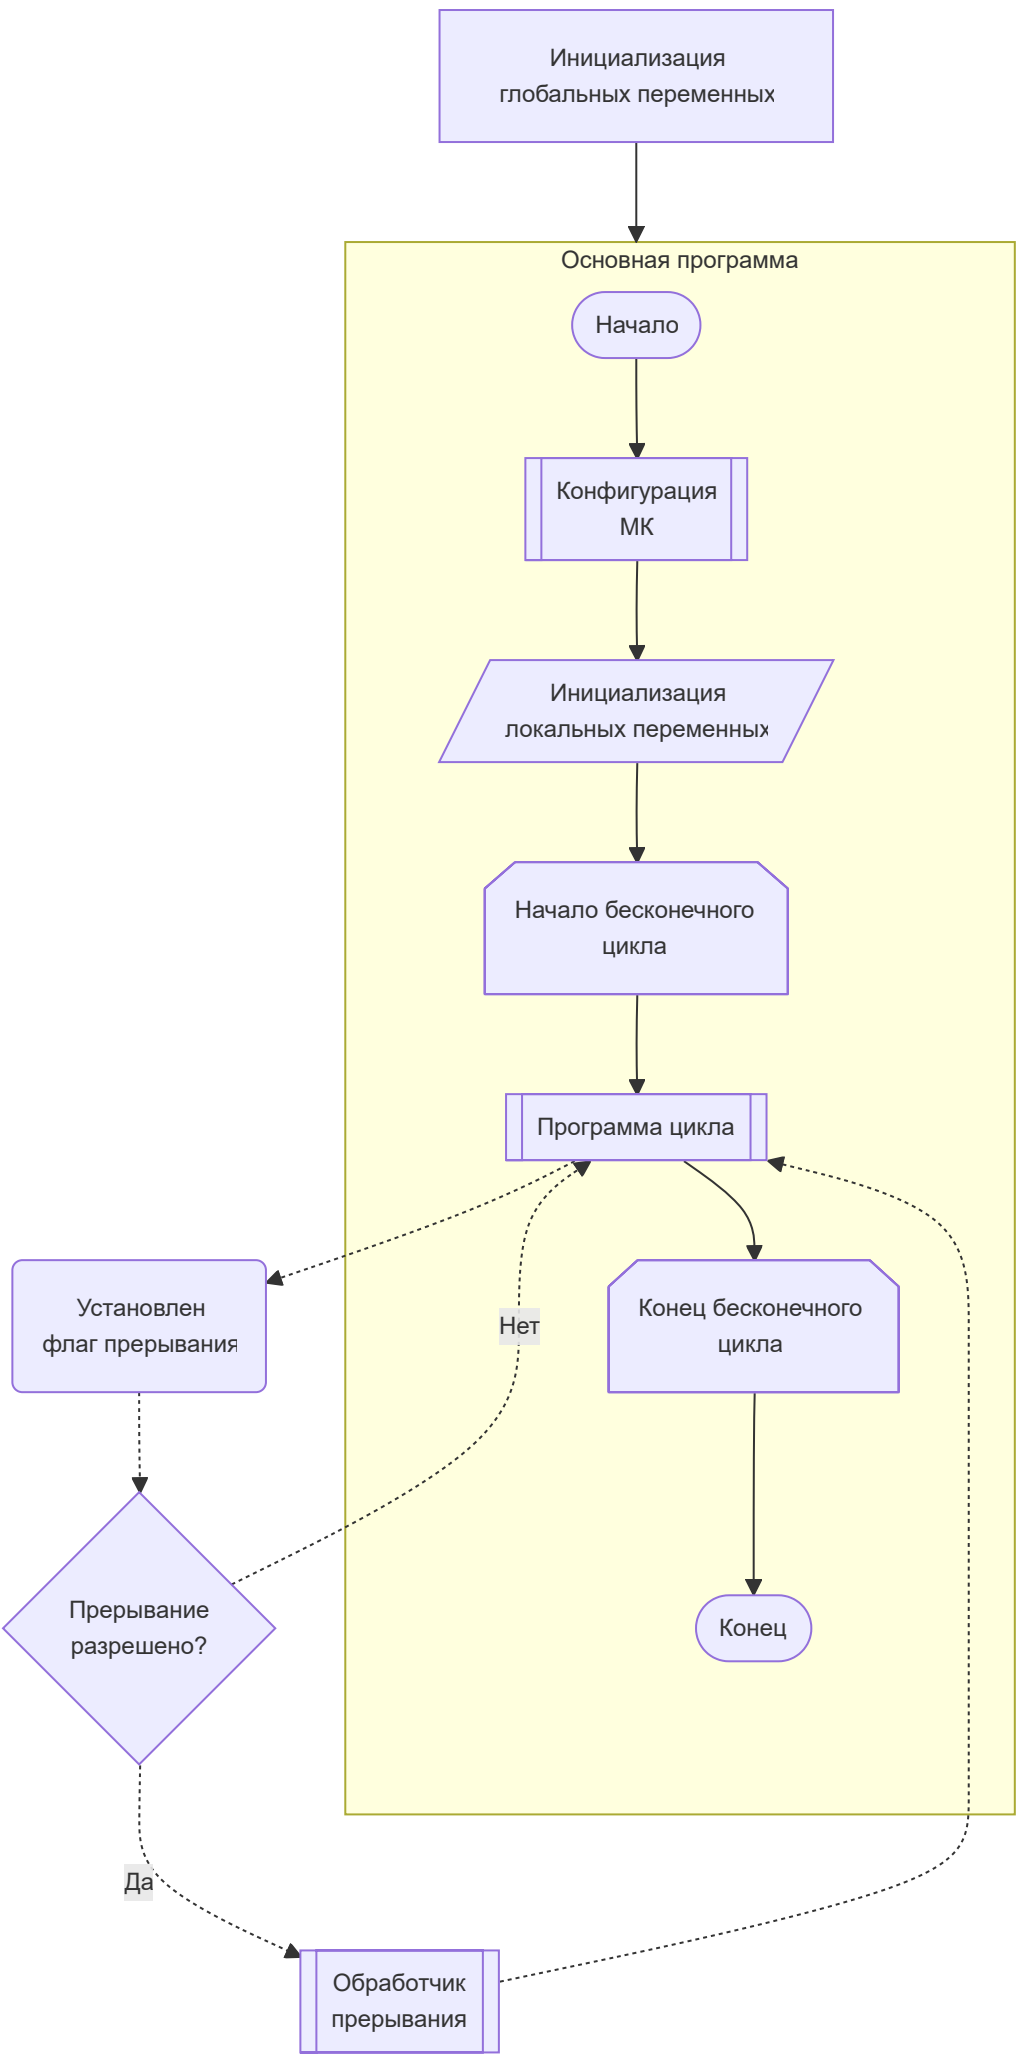 Инициализация
глобальных переменных
Основная программа
Начало
Конфигурация
МК
Инициализация
локальных переменных
Начало бесконечного
цикла
Программа цикла
Установлен
флаг прерывания
Нет
Конец бесконечного
цикла
Прерывание
разрешено?
Конец
Да
Обработчик
прерывания